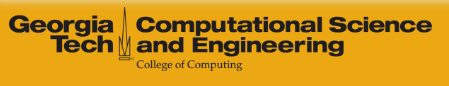 Georgia Tech
Computational Science
and Engineering
College of Computing